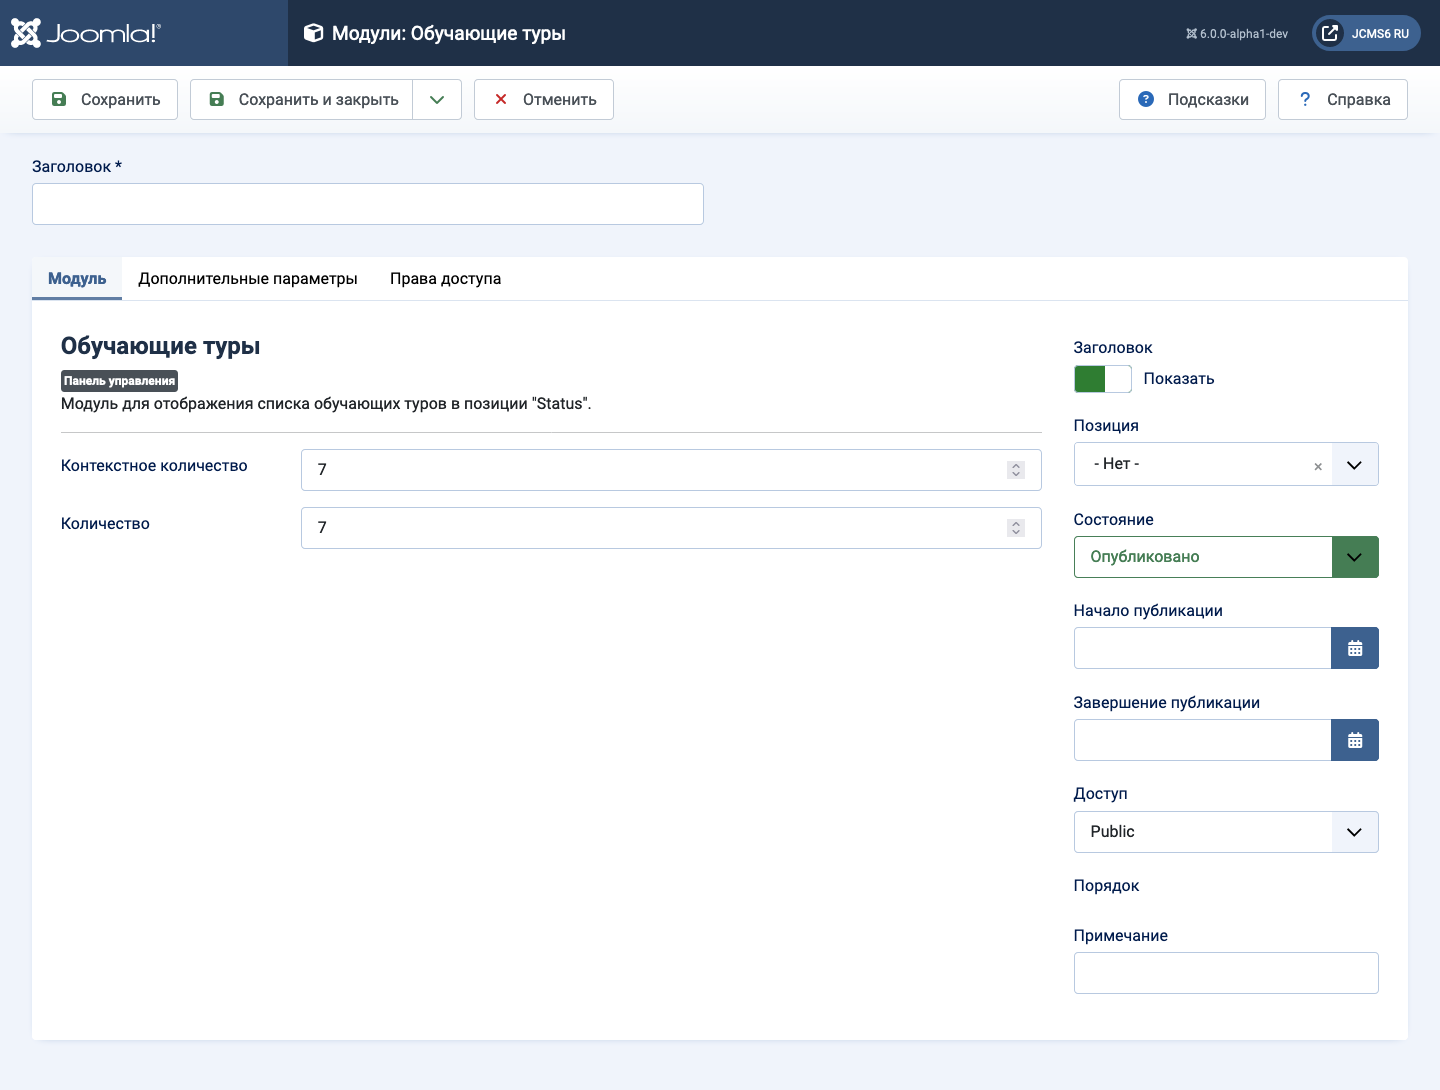 Joomla!®
Модули: Обучающие туры
6.0.0-alpha1-dev
JCMS6 RU
Сохранить
Сохранить и закрыть
Отменить
Подсказки
Справка
Заголовок *
Модуль
Дополнительные параметры
Права доступа
Обучающие туры
Панель управления
Модуль для отображения списка обучающих туров в позиции "Status".
Контекстное количество
7
Количество
7
Заголовок
Показать
Позиция
- Нет -
Состояние
Опубликовано
Начало публикации
Завершение публикации
Доступ
Public
Порядок
Примечание